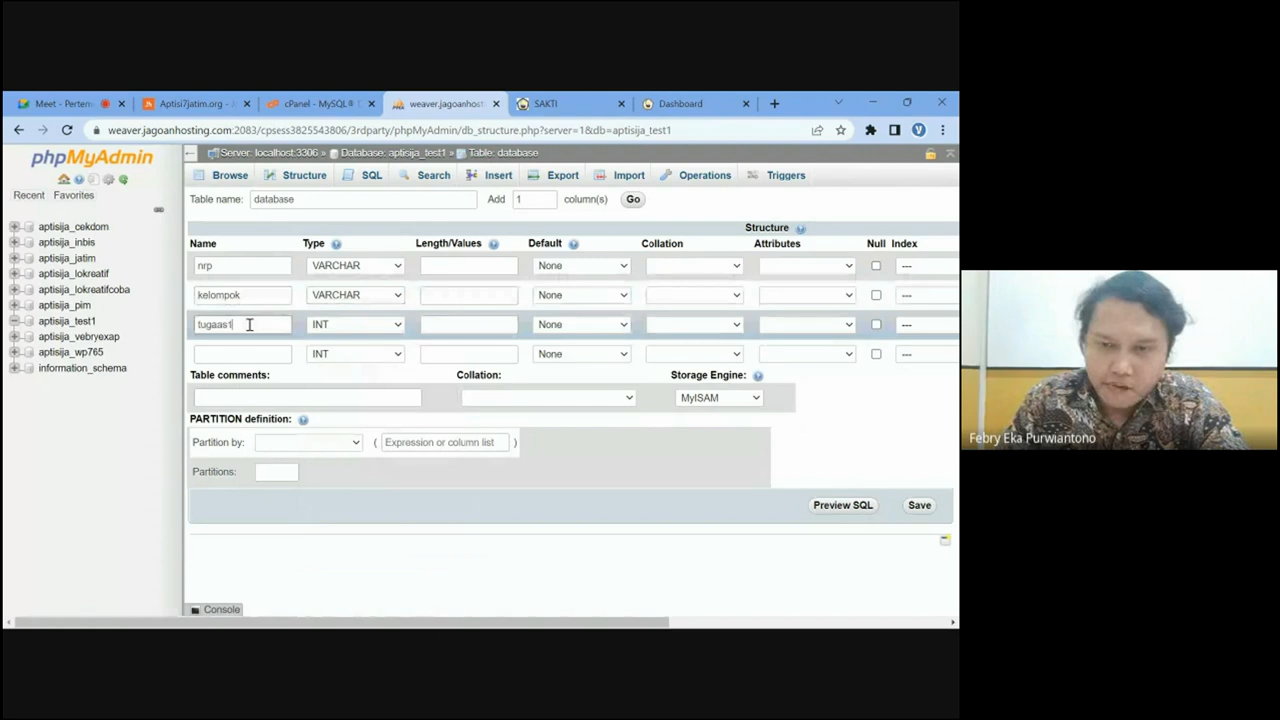 Meet - Pertem
Aptisi7jatim.org -
cPanel - MySQL®
weaver.jagoanhosti
SAKTI
Dashboard
weaver.jagoanhosting.com:2083/cpsess3825543806/3rdparty/phpMyAdmin/db_structure.php?server=1&db=aptisija_test1
V
phpMyAdmin
Recent Favorites
aptisija_cekdom
aptisija_inbis
aptisija_jatim
aptisija_lokreatif
aptisija_lokreatifcoba
aptisija_pim
aptisija_test1
aptisija_vebryexap
aptisija_wp765
information_schema
Server: localhost:3306 » Database: aptisija_test1 » Table: database
Browse Structure SQL Search Insert Export Import Operations Triggers
Table name: database Add 1 column(s) Go
Structure
Name Type Length/Values Default Collation Attributes Null Index
nrp VARCHAR None ---
kelompok VARCHAR None ---
tugaas1 INT None ---
INT None ---
Table comments: Collation: Storage Engine:
MyISAM
PARTITION definition:
Partition by: ( Expression or column list )
Partitions:
Preview SQL Save
Console
Febry Eka Purwiantono